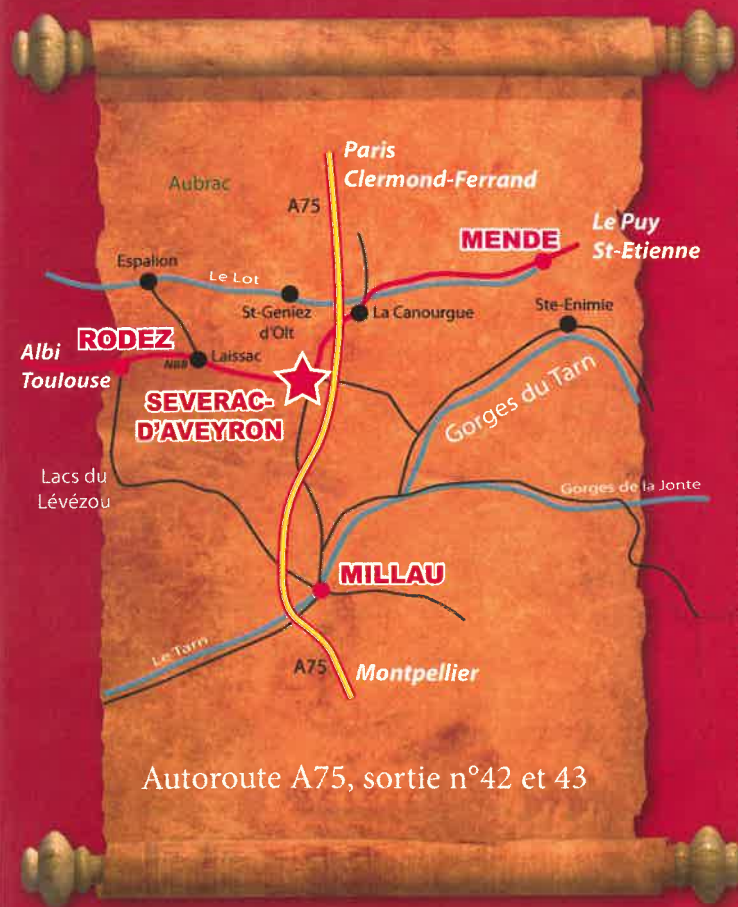 Paris
Clermond-Ferrand
Aubrac
A75
Le Puy
St-Etienne
MENDE
Espalion
Le Lot
St-Geniez
d'Olt
La Canourgue
Ste-Enimie
RODEZ
Albi
Toulouse
N88
Laissac
SEVERAC-
D'AVEYRON
Gorges du Tarn
Lacs du
Lévézou
Gorges de la Jonte
MILLAU
Le Tarn
A75
Montpellier
Autoroute A75, sortie n°42 et 43